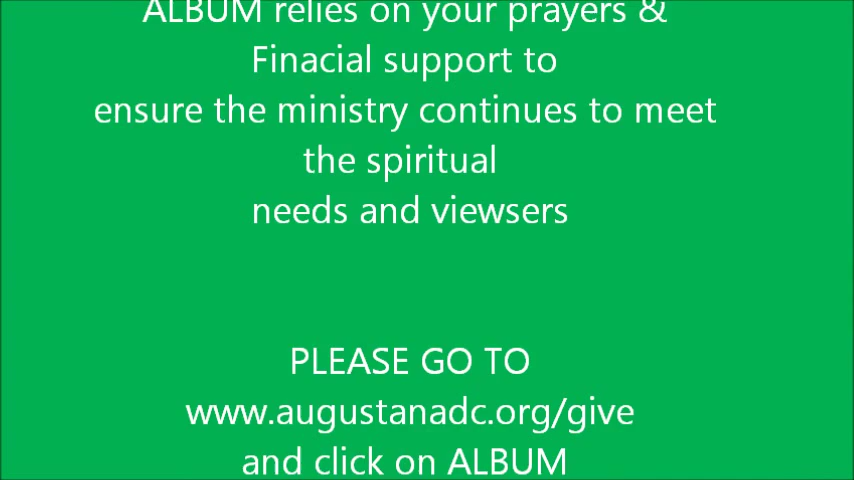 ALBUM relies on your prayers &
Finacial support to
ensure the ministry continues to meet
the spiritual
needs and viewsers
PLEASE GO TO
www.augustanadc.org/give
and click on ALBUM